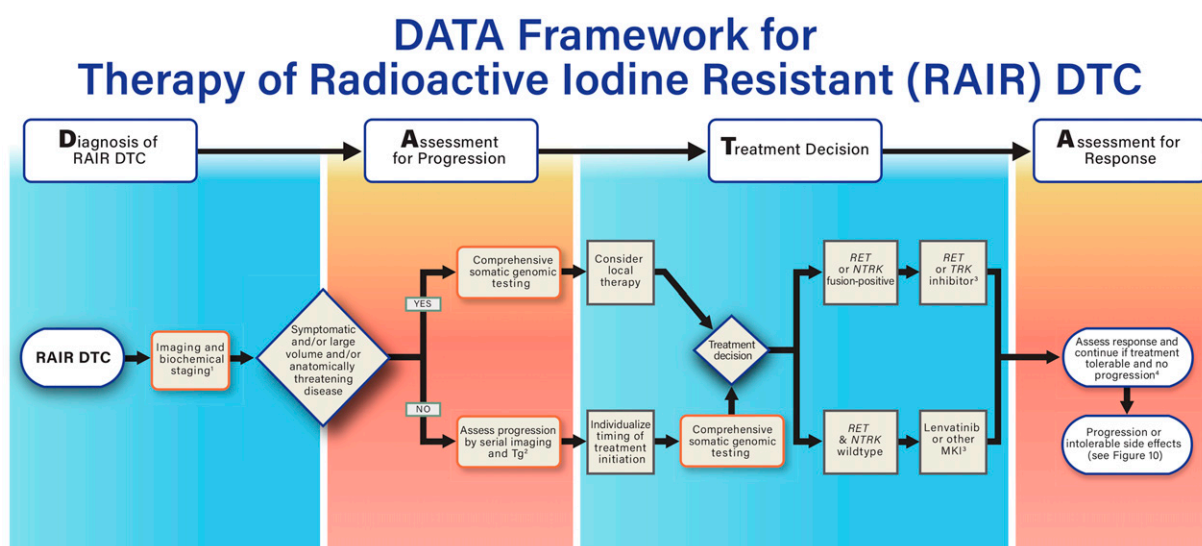 DATA Framework for
Therapy of Radioactive Iodine Resistant (RAIR) DTC
Diagnosis of
RAIR DTC
Assessment
for Progression
Treatment Decision
Assessment for
Response
RAIR DTC
Imaging and
biochemical
staging¹
Symptomatic
and/or large
volume and/or
anatomically
threatening
disease
YES
Comprehensive
somatic genomic
testing
Consider
local
therapy
NO
Assess progression
by serial imaging
and Tg²
Individualize
timing of
treatment
initiation
Comprehensive
somatic genomic
testing
Treatment
decision
RET
or NTRK
fusion-positive
RET
or TRK
inhibitor³
RET
& NTRK
wildtype
Lenvatinib
or other
MKI³
Assess response and
continue if treatment
tolerable and no
progression⁴
Progression or
intolerable side effects
(see Figure 10)